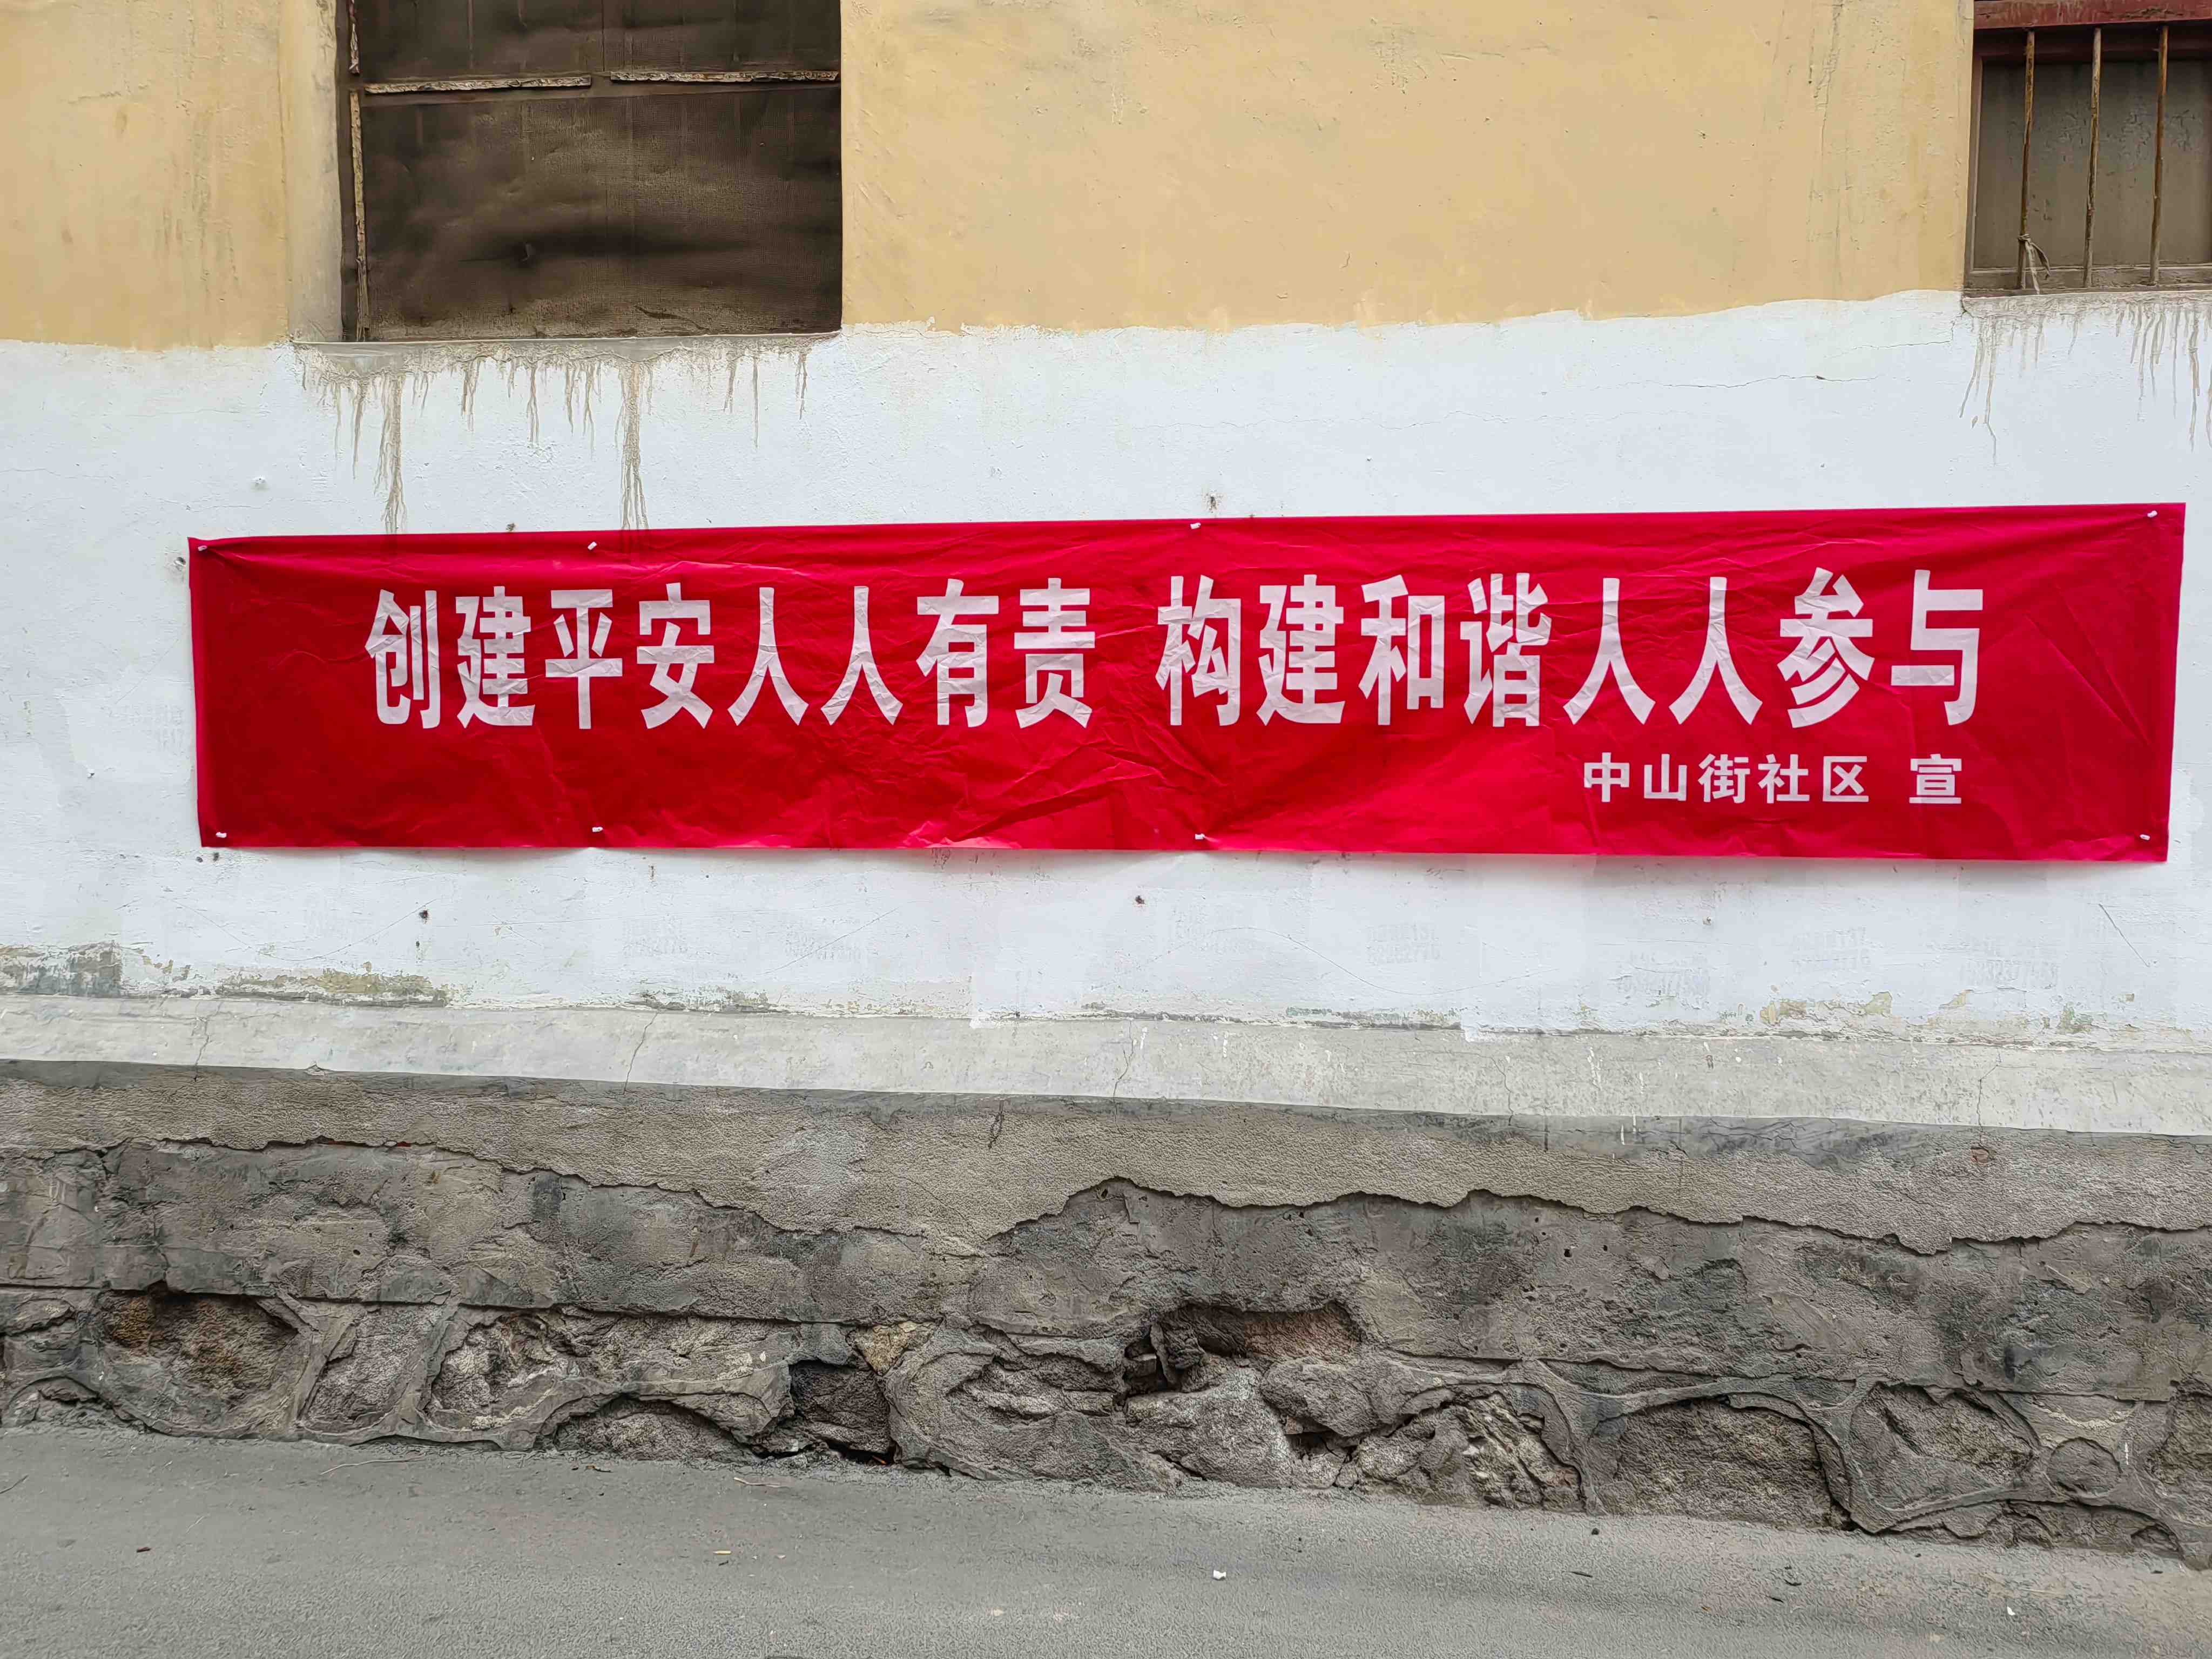 创建平安人人有责 构建和谐人人参与
中山街社区 宣